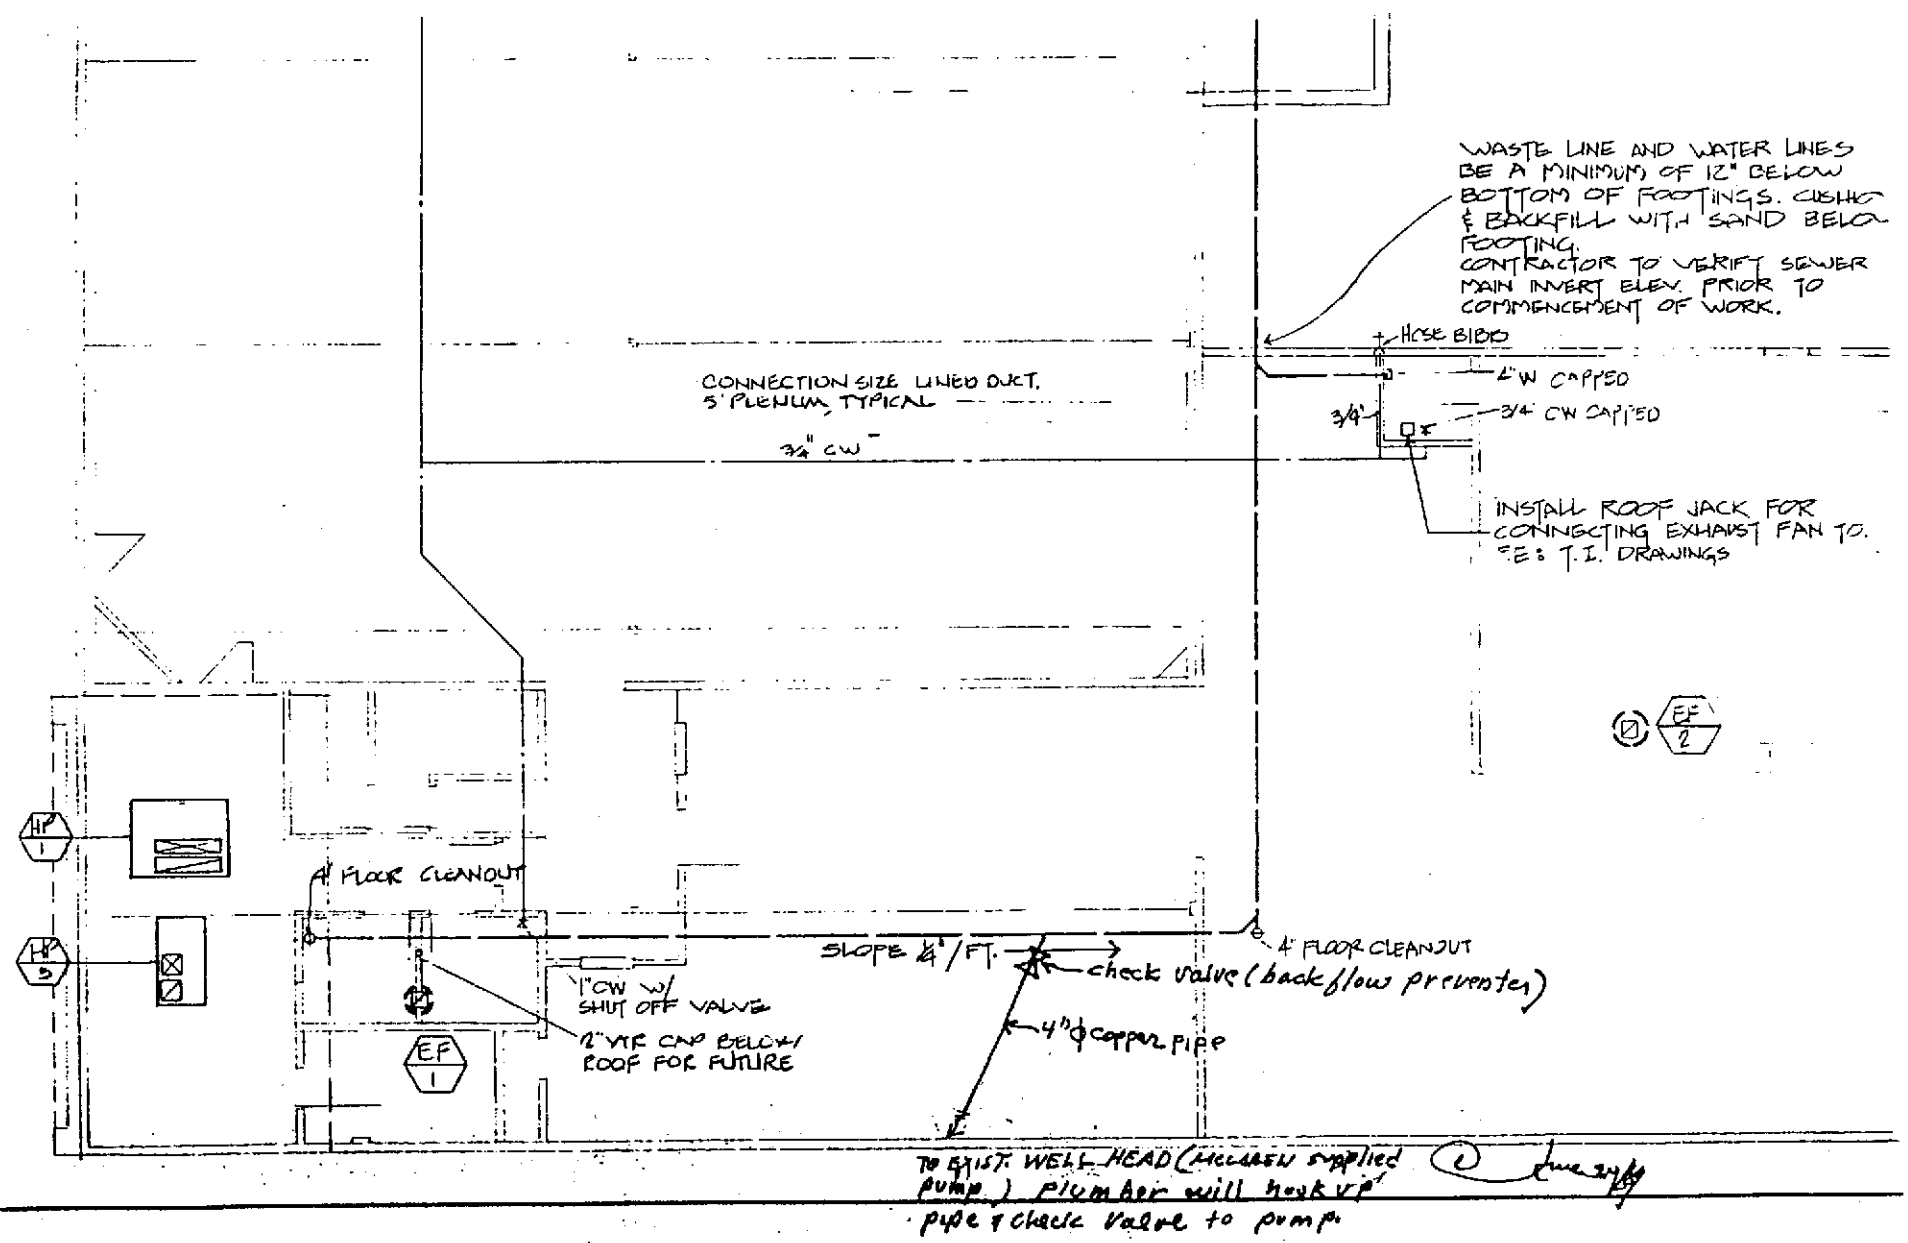 WASTE LINE AND WATER LINES
BE A MINIMUM OF 12" BELOW
BOTTOM OF FOOTINGS. CUSHIO
& BACKFILL WITH SAND BELO
FOOTING.
CONTRACTOR TO VERIFY SEWER
MAIN INVERT ELEV. PRIOR TO
COMMENCEMENT OF WORK.
HOSE BIBB
CONNECTION SIZE LINED DUCT.
5' PLENUM, TYPICAL
4" W CAPPED
3/4"
3/4" CW CAPPED
3/4" CW
INSTALL ROOF JACK FOR
CONNECTING EXHAUST FAN TO.
T.I. DRAWINGS
EF
2
HP
1
4" FLOOR CLEANOUT
HP
3
SLOPE 1/4"/FT.
4" FLOOR CLEANOUT
check valve (backflow preventer)
1" CW W/
SHUT OFF VALVE
2" VTR CAP BELOW
ROOF FOR FUTURE
4"ϕ copper pipe
EF
1
TO EXIST. WELL HEAD (McLAREN supplied
pump.) plumber will hook up
pipe & check valve to pump.